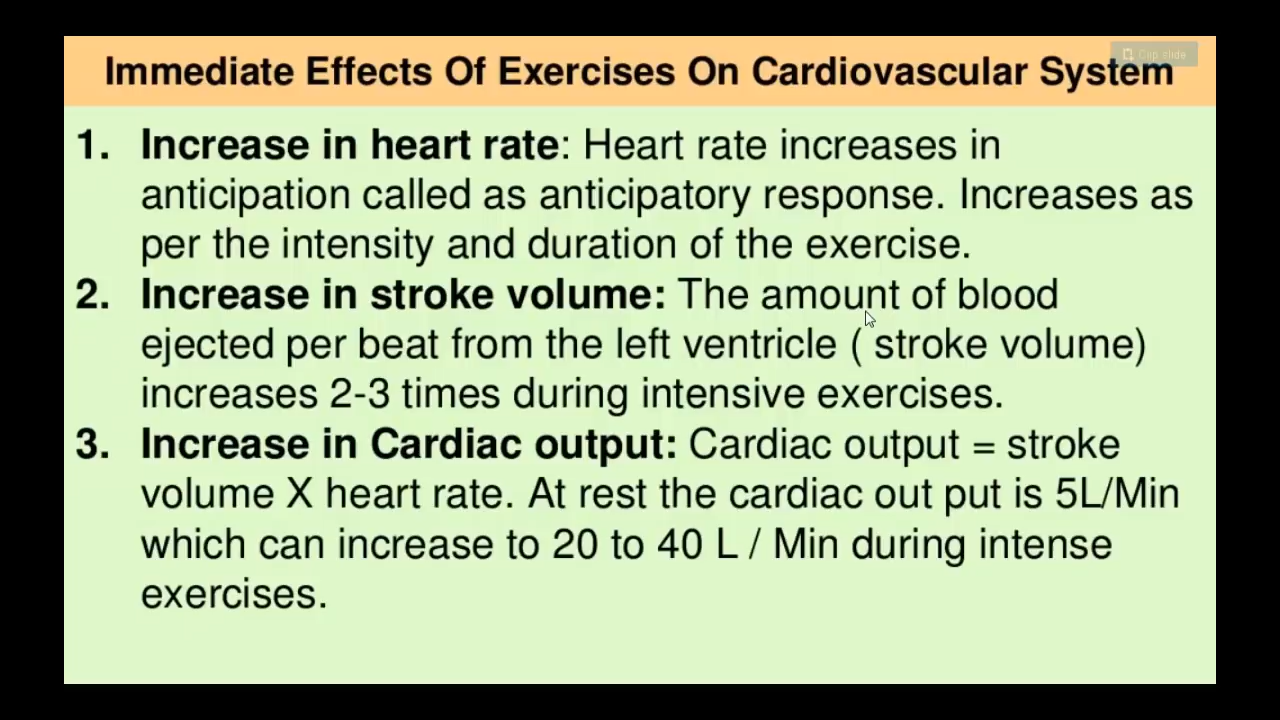 Immediate Effects Of Exercises On Cardiovascular System
Clip slide
1. Increase in heart rate: Heart rate increases in
anticipation called as anticipatory response. Increases as
per the intensity and duration of the exercise.
2. Increase in stroke volume: The amount of blood
ejected per beat from the left ventricle ( stroke volume)
increases 2-3 times during intensive exercises.
3. Increase in Cardiac output: Cardiac output = stroke
volume X heart rate. At rest the cardiac out put is 5L/Min
which can increase to 20 to 40 L / Min during intense
exercises.